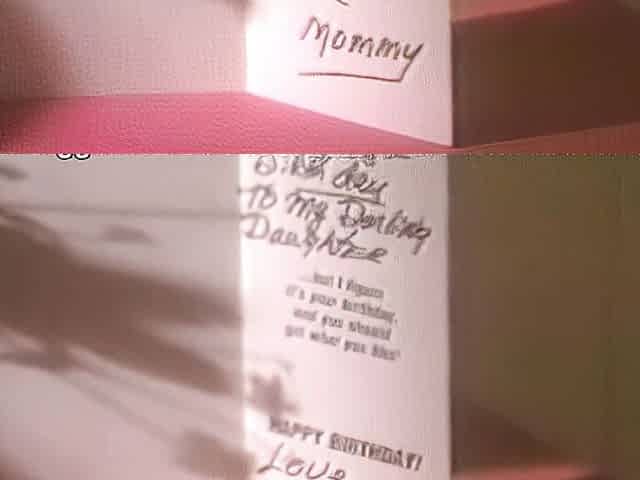 Mommy
To my Darling
Daughter
...but I figure
it's your birthday,
and you should
get what you like!
HAPPY BIRTHDAY!
Love